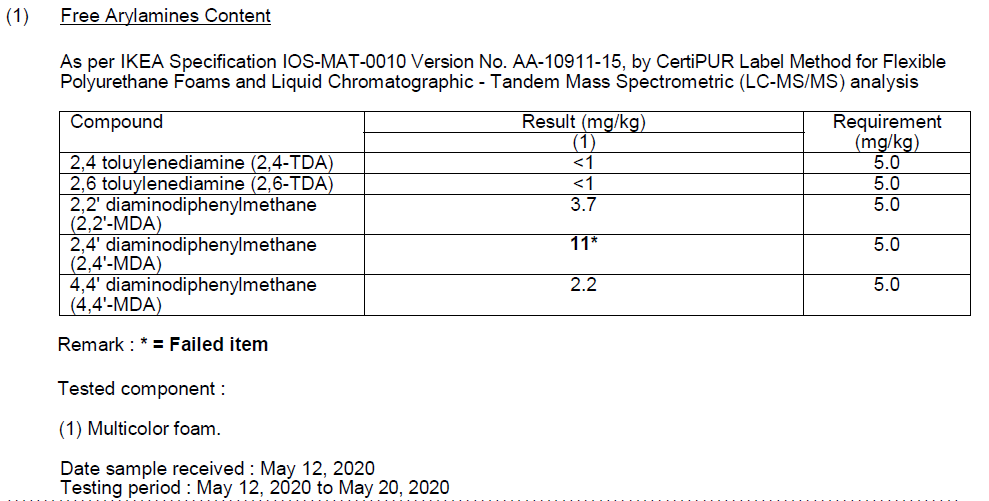 (1) Free Arylamines Content
As per IKEA Specification IOS-MAT-0010 Version No. AA-10911-15, by CertiPUR Label Method for Flexible
Polyurethane Foams and Liquid Chromatographic - Tandem Mass Spectrometric (LC-MS/MS) analysis
Compound Result (mg/kg) Requirement
(1) (mg/kg)
2,4 toluylenediamine (2,4-TDA) <1 5.0
2,6 toluylenediamine (2,6-TDA) <1 5.0
2,2' diaminodiphenylmethane 3.7 5.0
(2,2'-MDA)
2,4' diaminodiphenylmethane 11* 5.0
(2,4'-MDA)
4,4' diaminodiphenylmethane 2.2 5.0
(4,4'-MDA)
Remark : * = Failed item
Tested component :
(1) Multicolor foam.
Date sample received : May 12, 2020
Testing period : May 12, 2020 to May 20, 2020